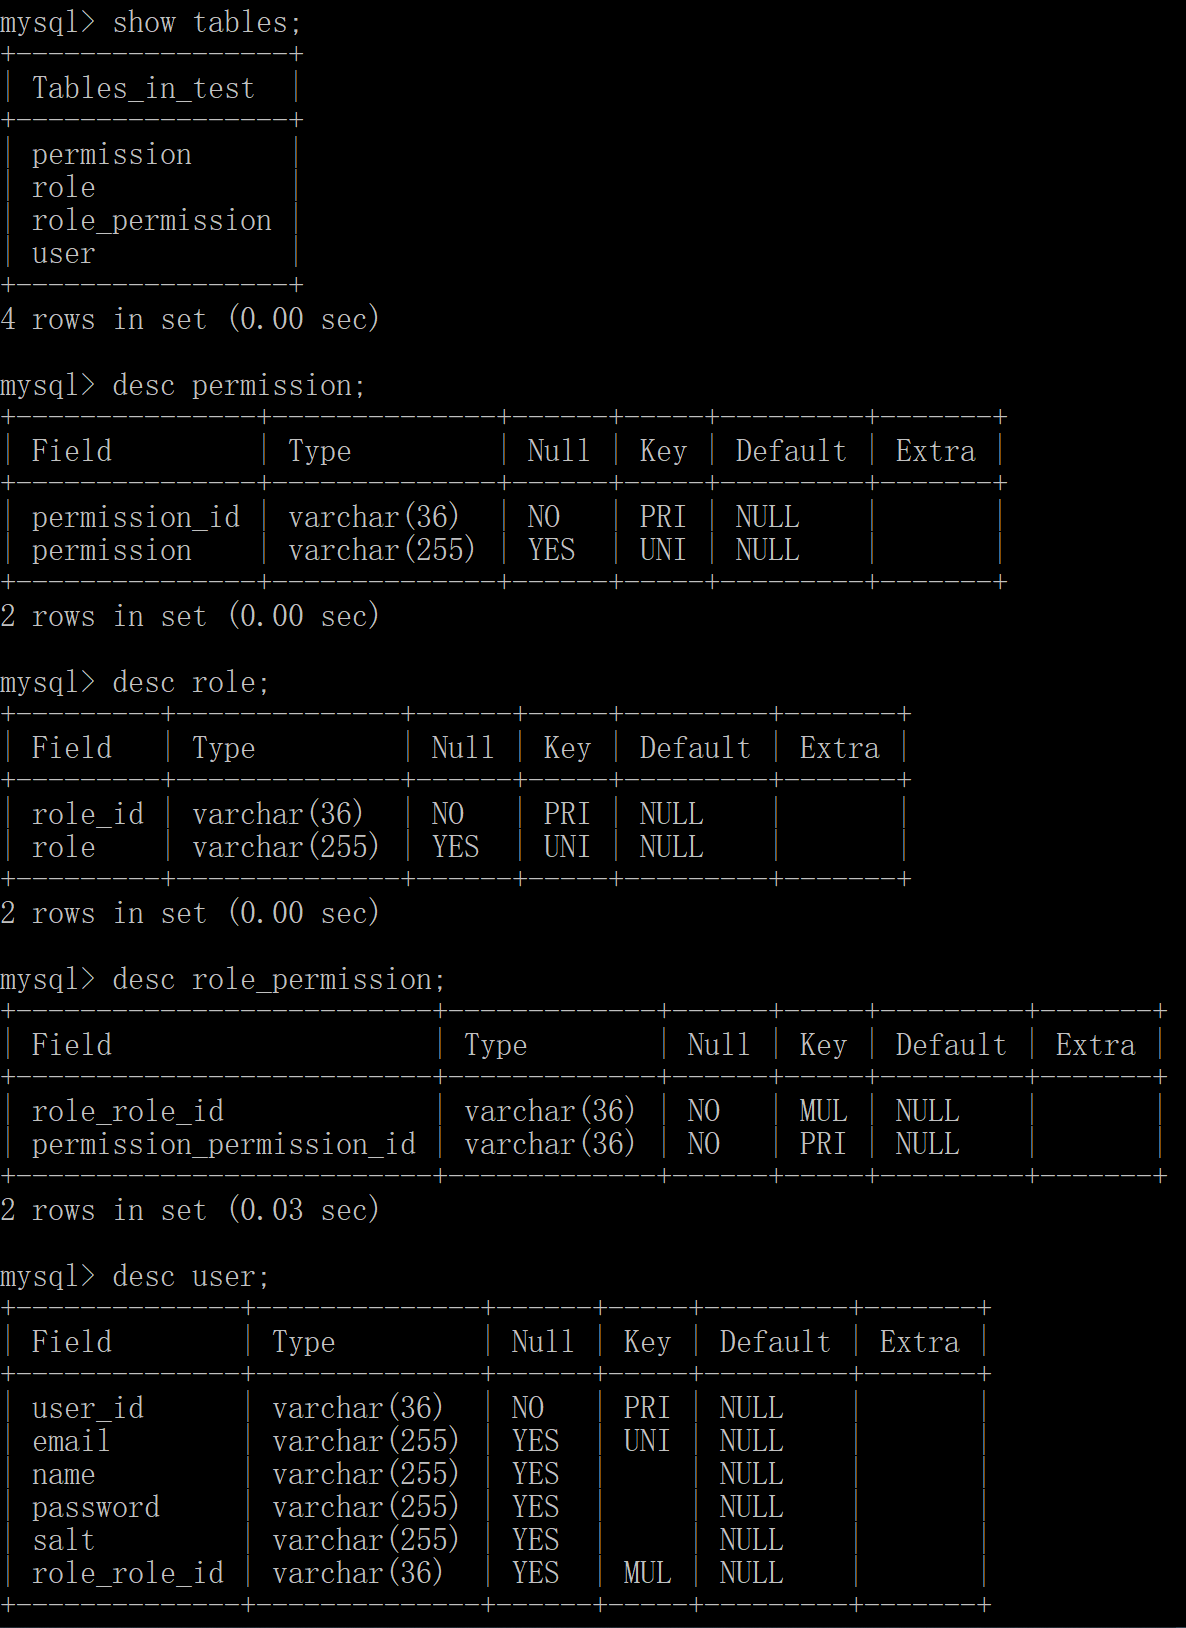 mysql> show tables;
+-----------------+
| Tables_in_test  |
+-----------------+
| permission      |
| role            |
| role_permission |
| user            |
+-----------------+
4 rows in set (0.00 sec)

mysql> desc permission;
+---------------+--------------+------+-----+---------+-------+
| Field         | Type         | Null | Key | Default | Extra |
+---------------+--------------+------+-----+---------+-------+
| permission_id | varchar(36)  | NO   | PRI | NULL    |       |
| permission    | varchar(255) | YES  | UNI | NULL    |       |
+---------------+--------------+------+-----+---------+-------+
2 rows in set (0.00 sec)

mysql> desc role;
+---------+--------------+------+-----+---------+-------+
| Field   | Type         | Null | Key | Default | Extra |
+---------+--------------+------+-----+---------+-------+
| role_id | varchar(36)  | NO   | PRI | NULL    |       |
| role    | varchar(255) | YES  | UNI | NULL    |       |
+---------+--------------+------+-----+---------+-------+
2 rows in set (0.00 sec)

mysql> desc role_permission;
+--------------------------+-------------+------+-----+---------+-------+
| Field                    | Type        | Null | Key | Default | Extra |
+--------------------------+-------------+------+-----+---------+-------+
| role_role_id             | varchar(36) | NO   | MUL | NULL    |       |
| permission_permission_id | varchar(36) | NO   | PRI | NULL    |       |
+--------------------------+-------------+------+-----+---------+-------+
2 rows in set (0.03 sec)

mysql> desc user;
+--------------+--------------+------+-----+---------+-------+
| Field        | Type         | Null | Key | Default | Extra |
+--------------+--------------+------+-----+---------+-------+
| user_id      | varchar(36)  | NO   | PRI | NULL    |       |
| email        | varchar(255) | YES  | UNI | NULL    |       |
| name         | varchar(255) | YES  |     | NULL    |       |
| password     | varchar(255) | YES  |     | NULL    |       |
| salt         | varchar(255) | YES  |     | NULL    |       |
| role_role_id | varchar(36)  | YES  | MUL | NULL    |       |
+--------------+--------------+------+-----+---------+-------+